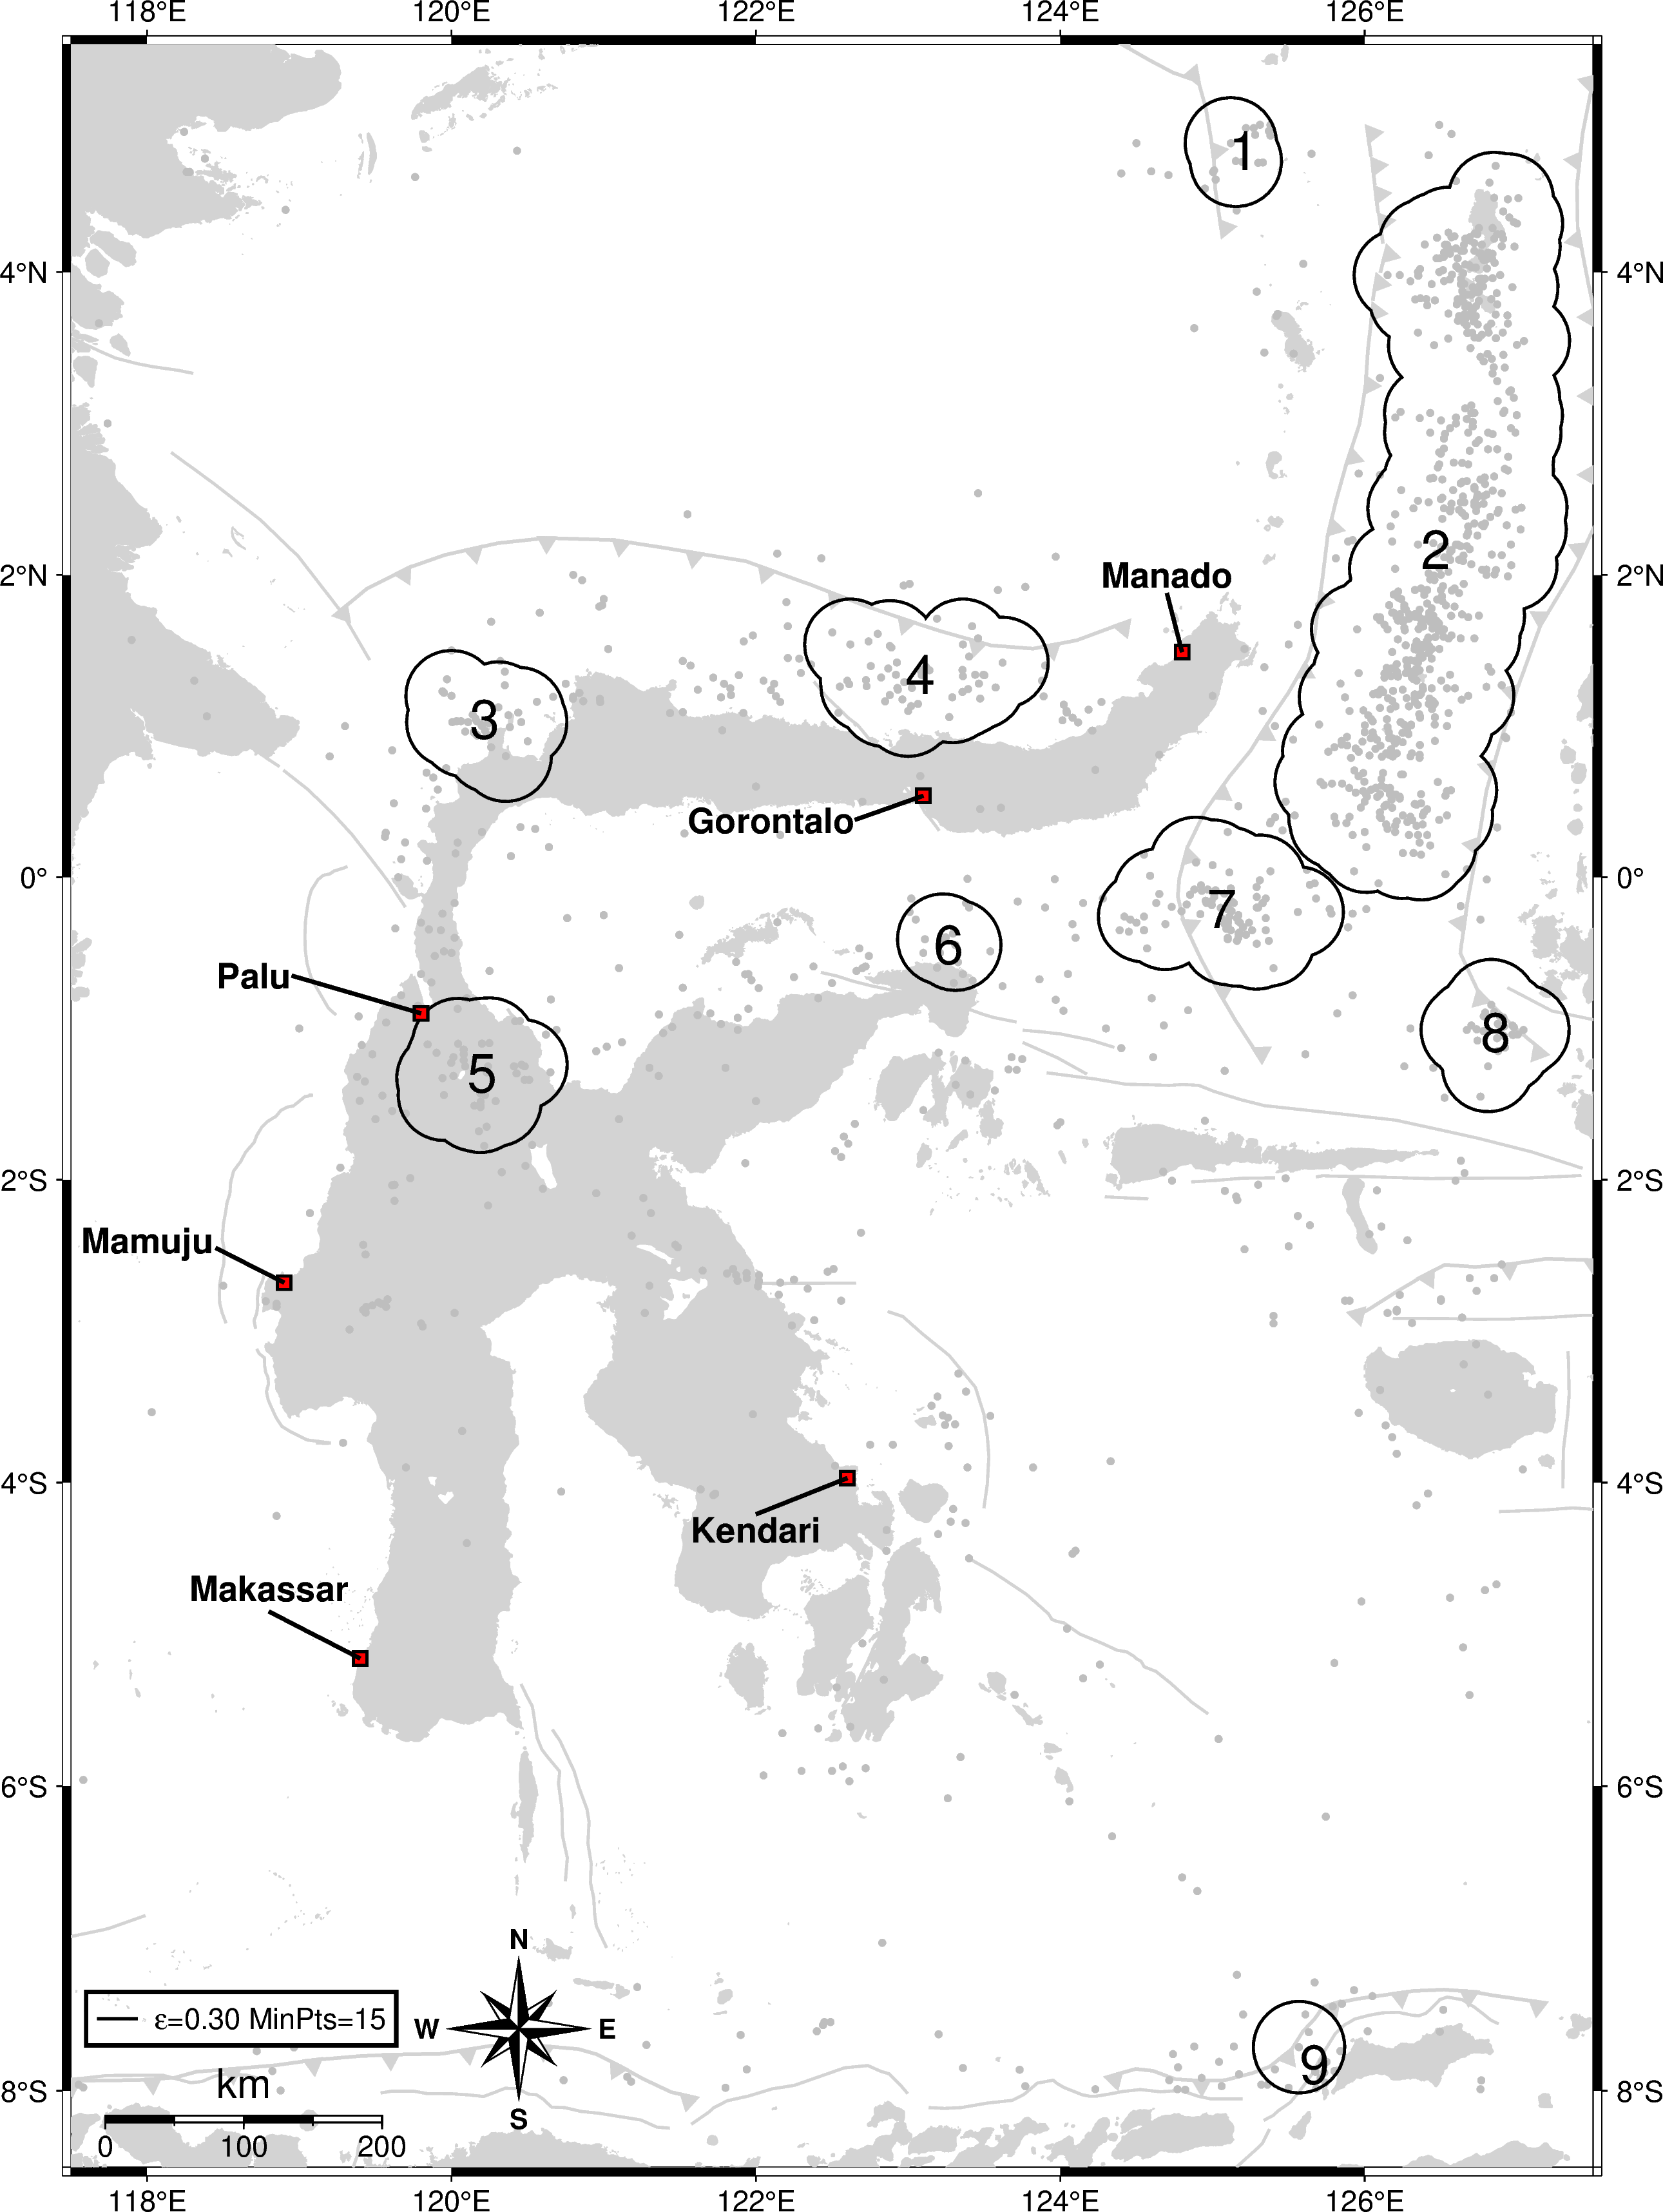 118°E 120°E 122°E 124°E 126°E
1
4°N 4°N
2
2°N Manado 2°N
4
3
Gorontalo
0° 0°
7
6
Palu
8
5
2°S 2°S
Mamuju
4°S 4°S
Kendari
Makassar
6°S 6°S
N
ε=0.30 MinPts=15 W E
9
km
8°S 8°S
S
0 100 200
118°E 120°E 122°E 124°E 126°E